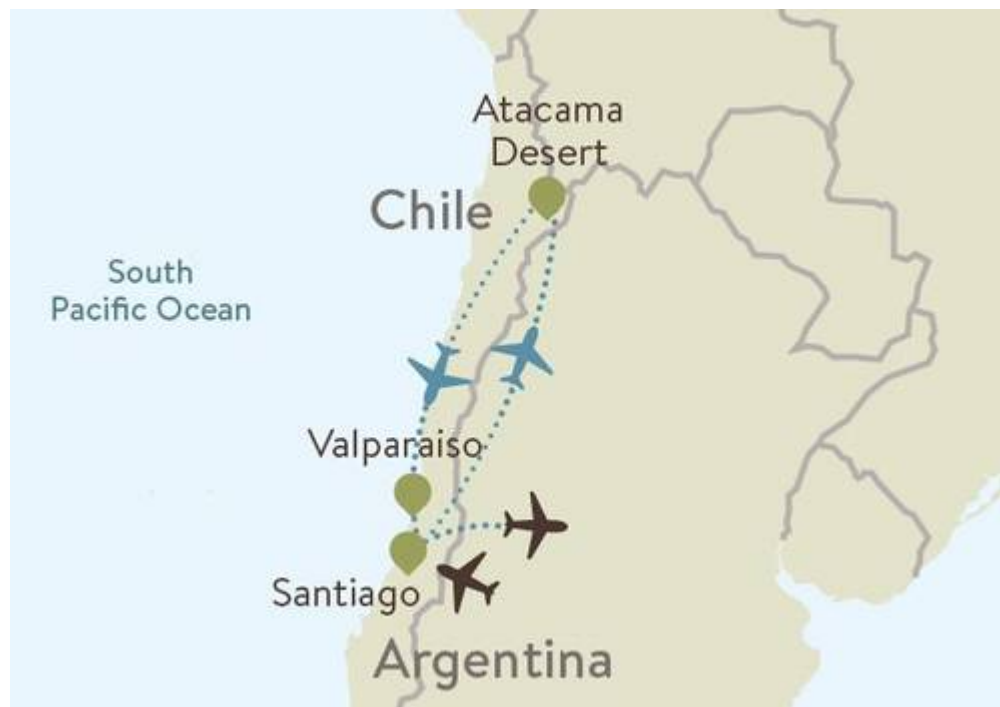 Atacama
Desert
Chile
South
Pacific Ocean
Valparaiso
Santiago
Argentina